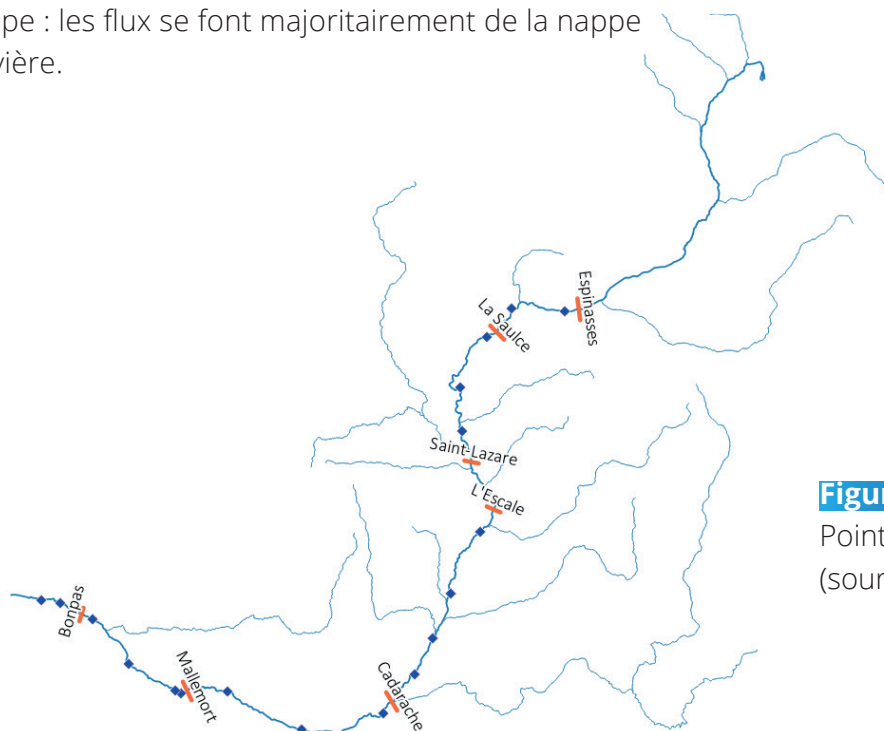 pe : les flux se font majoritairement de la nappe
vière.
Espinasses
La Saulce
Saint-Lazare
L'Escale
Figur
Point
(sour
Bonpas
Mallemort
Cadarache